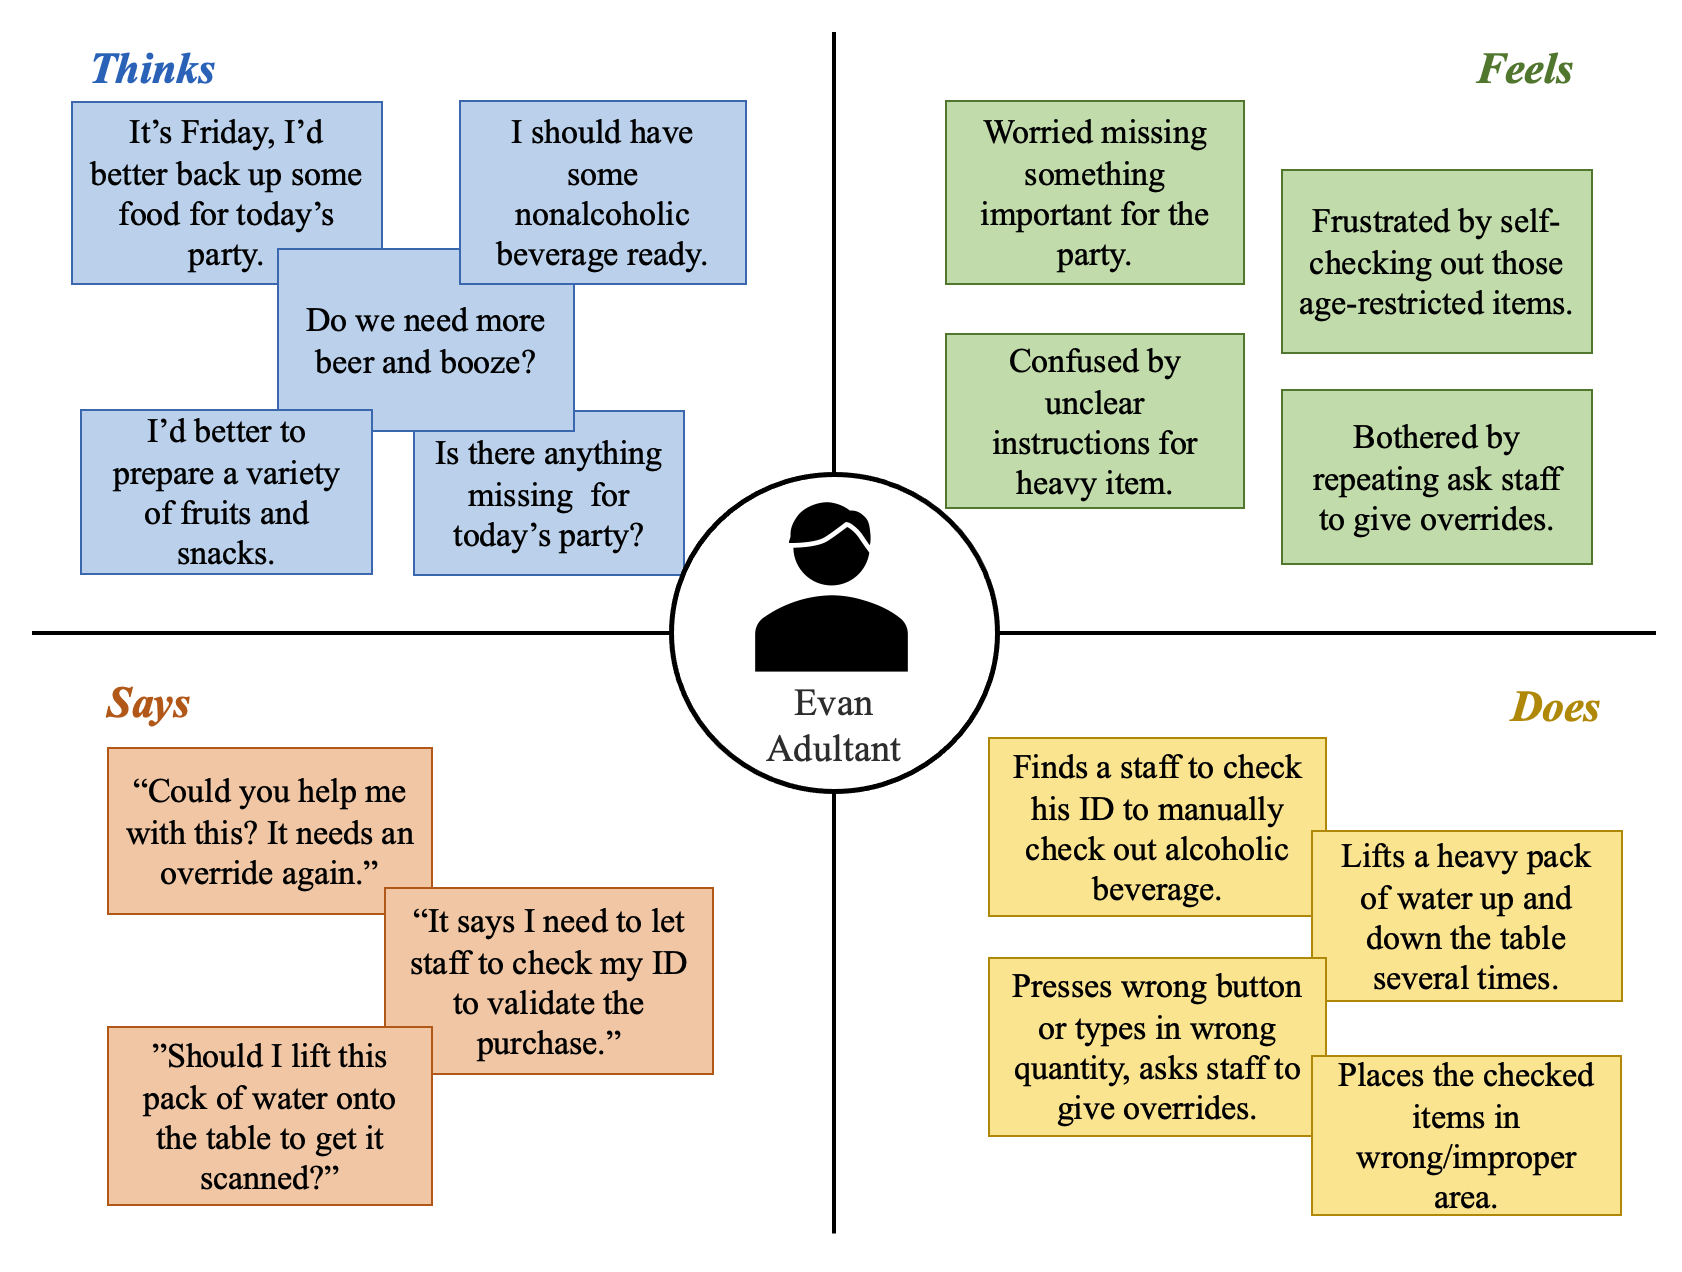 Thinks
It’s Friday, I’d
better back up some
food for today’s
party.
I should have
some
nonalcoholic
beverage ready.
Do we need more
beer and booze?
I’d better to
prepare a variety
of fruits and
snacks.
Is there anything
missing  for
today’s party?
Feels
Worried missing
something
important for the
party.
Frustrated by self-
checking out those
age-restricted items.
Confused by
unclear
instructions for
heavy item.
Bothered by
repeating ask staff
to give overrides.
Evan
Adultant
Says
“Could you help me
with this? It needs an
override again.”
“It says I need to let
staff to check my ID
to validate the
purchase.”
”Should I lift this
pack of water onto
the table to get it
scanned?”
Does
Finds a staff to check
his ID to manually
check out alcoholic
beverage.
Lifts a heavy pack
of water up and
down the table
several times.
Presses wrong button
or types in wrong
quantity, asks staff to
give overrides.
Places the checked
items in
wrong/improper
area.